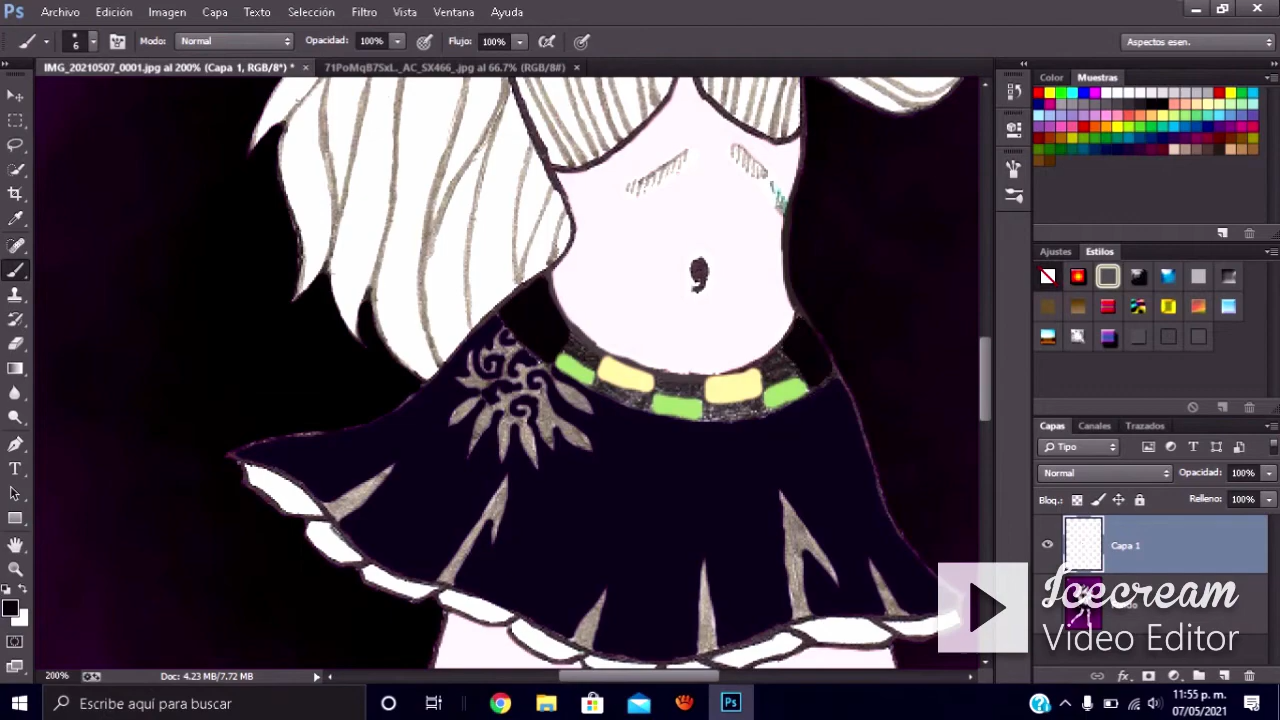 Ps Archivo Edición Imagen Capa Texto Selección Filtro Vista Ventana Ayuda
6 Modo: Normal Opacidad: 100% Flujo: 100% Aspectos esen.
IMG_20210507_0001.jpg al 200% (Capa 1, RGB/8*) * × 71PoMqB7SxL._AC_SX466_.jpg al 66.7% (RGB/8#) ×
Color Muestras
Ajustes Estilos
Capas Canales Trazados
Tipo
Normal Opacidad: 100%
Bloq.: Relleno: 100%
Capa 1
Icecream
Video Editor
200% Doc: 4.23 MB/7.72 MB
Escribe aquí para buscar
Ps
11:55 p. m.
07/05/2021